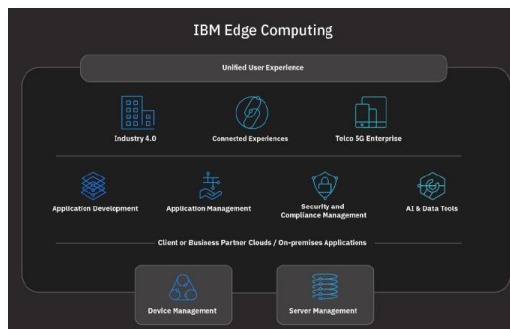 IBM Edge Computing
Unified User Experience
Industry 4.0
Connected Experiences
Telco 5G Enterprise
Application Development
Application Management
Security and
Compliance Management
AI & Data Tools
Client or Business Partner Clouds / On-premises Applications
Device Management
Server Management